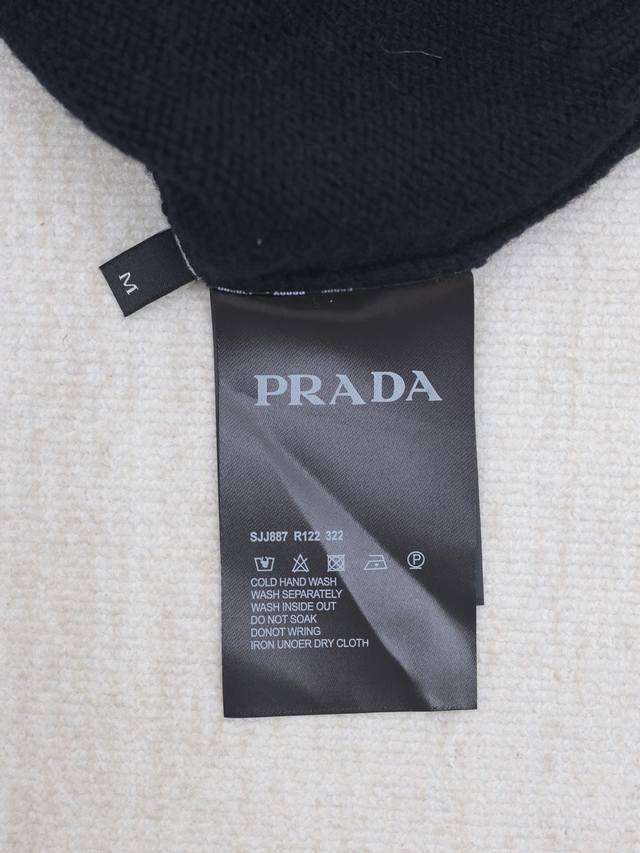 M
PRADA
SJJ887 R122 322
P
COLD HAND WASH
WASH SEPARATELY
WASH INSIDE OUT
DO NOT SOAK
DONOT WRING
IRON UNOER DRY CLOTH